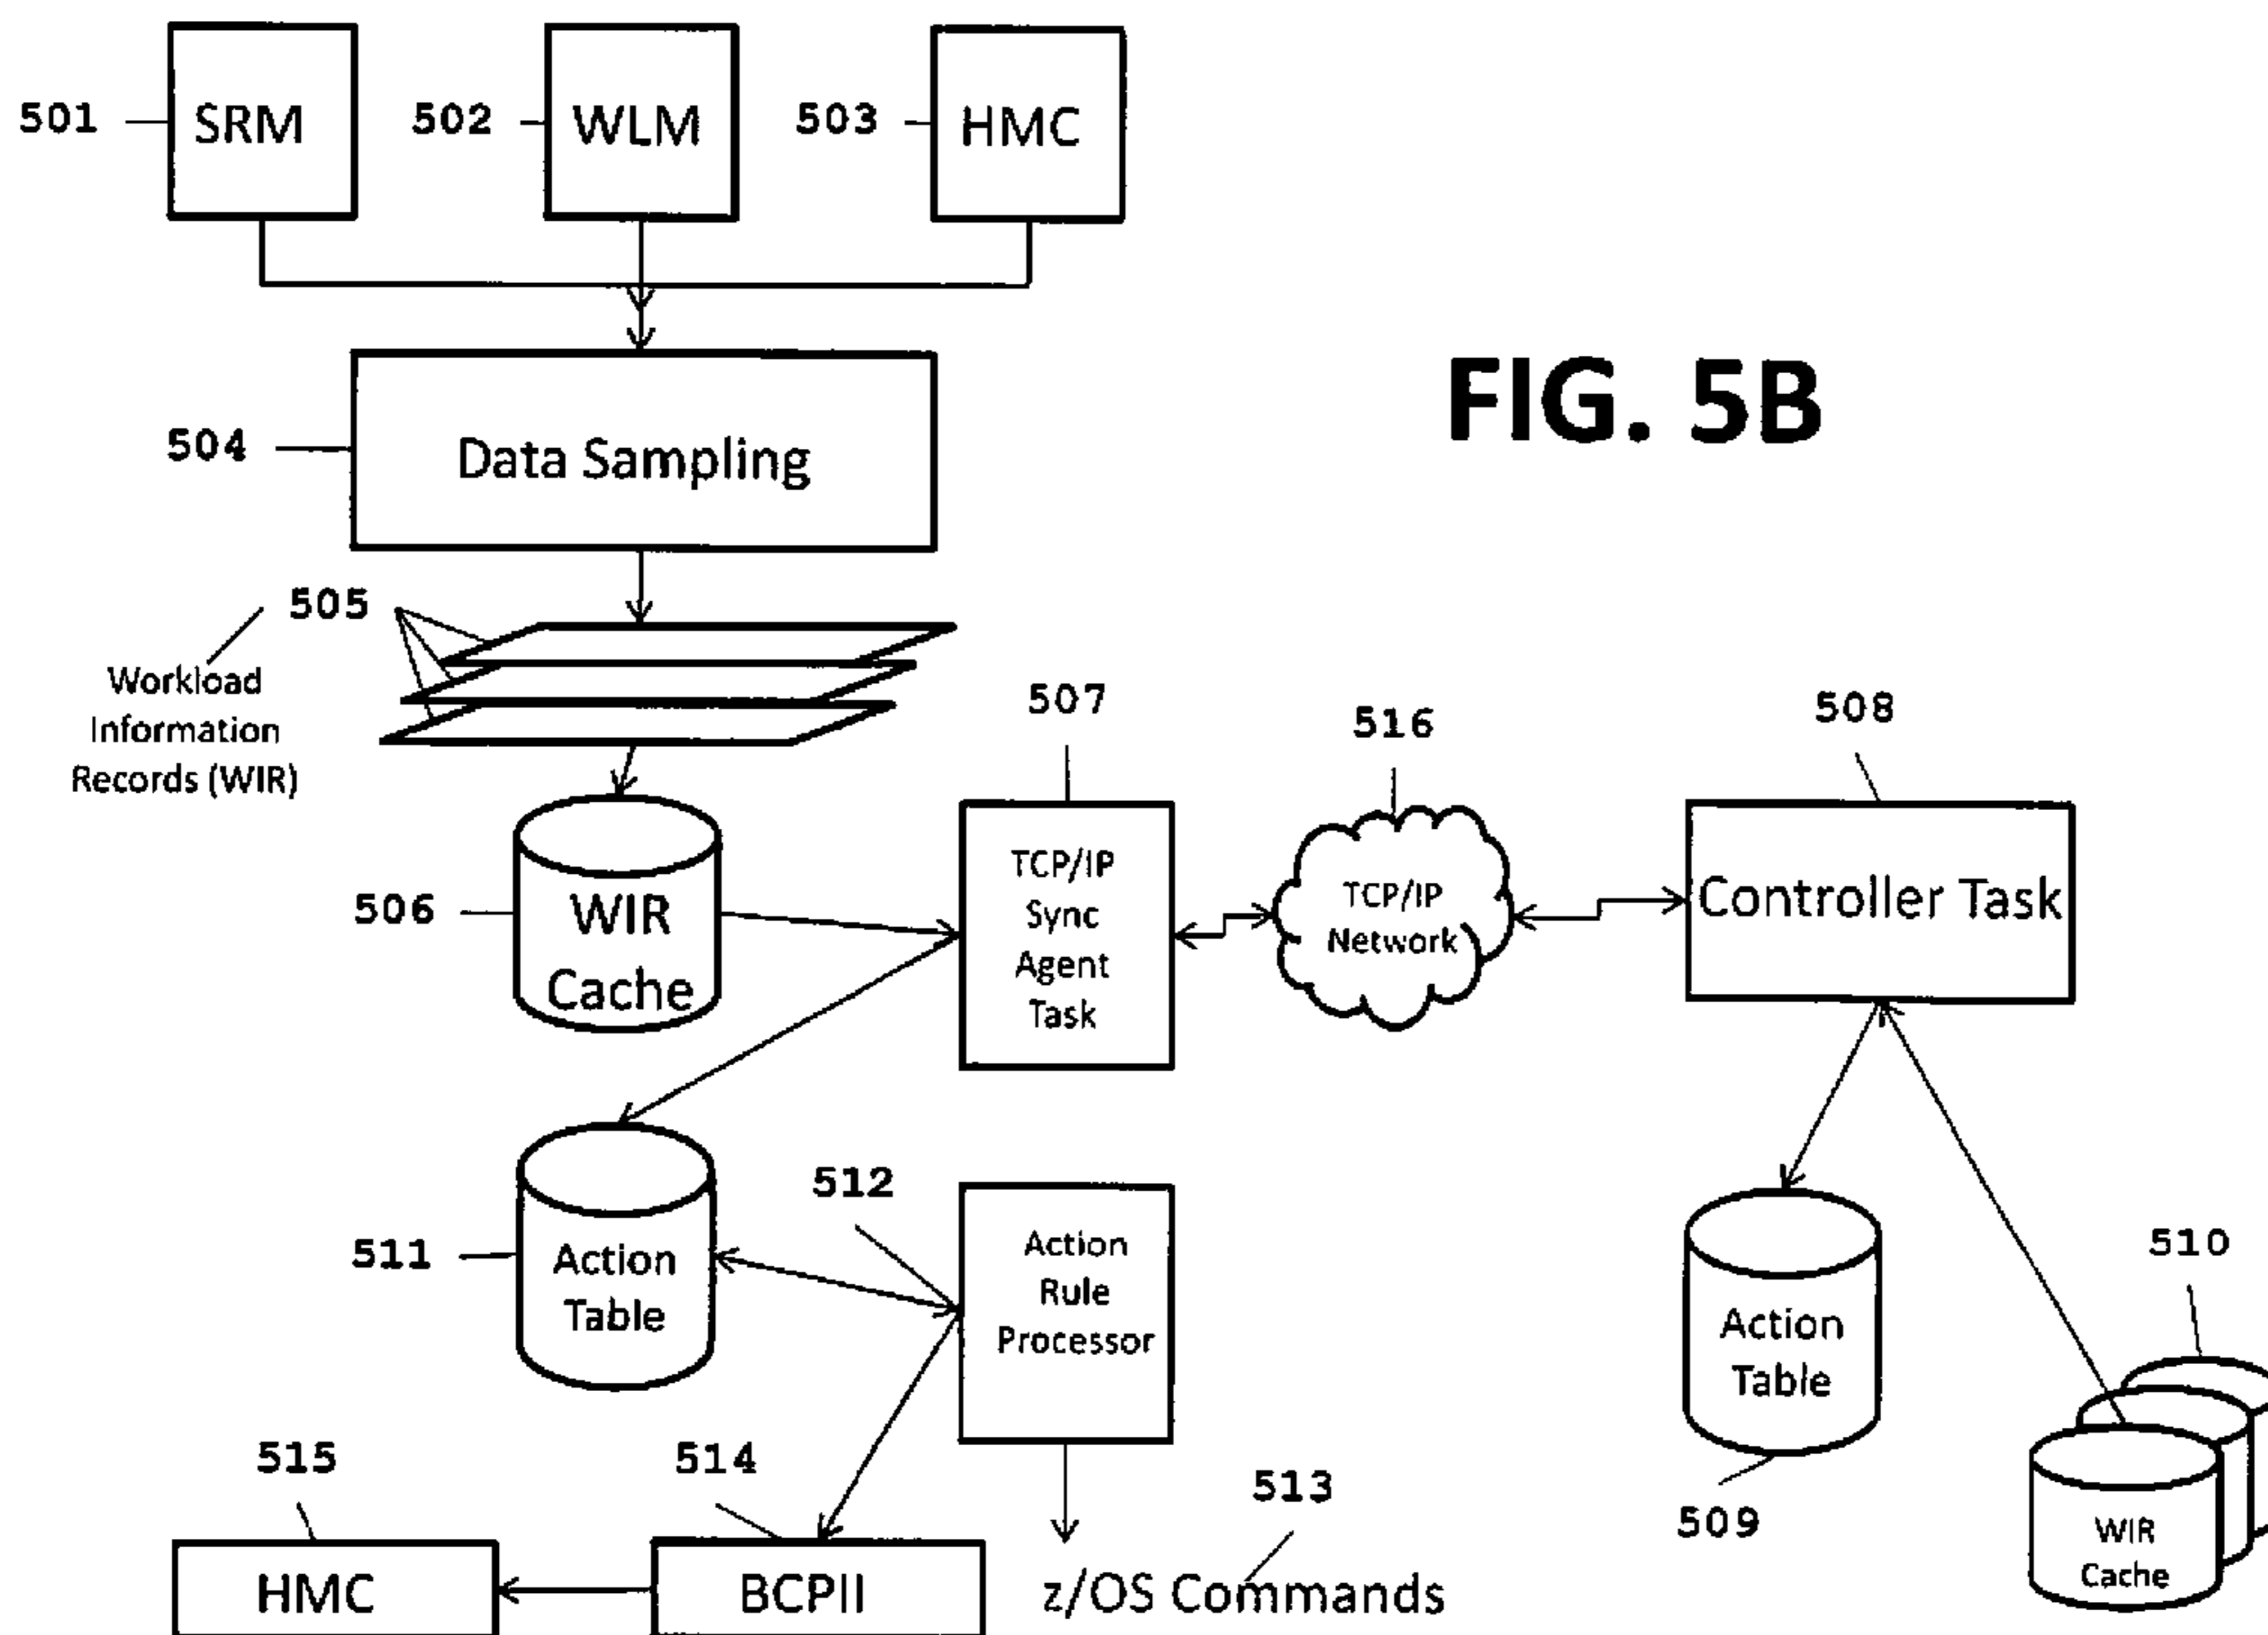 501
SRM
502
WLM
503
HMC
FIG. 5B
504
Data Sampling
505
Workload
Information
Records (WIR)
507
516
508
506
WIR
Cache
TCP/IP
Sync
Agent
Task
TCP/IP
Network
Controller Task
511
Action
Table
512
Action
Rule
Processor
Action
Table
509
510
WIR
Cache
515
HMC
514
BCPII
513
z/OS Commands